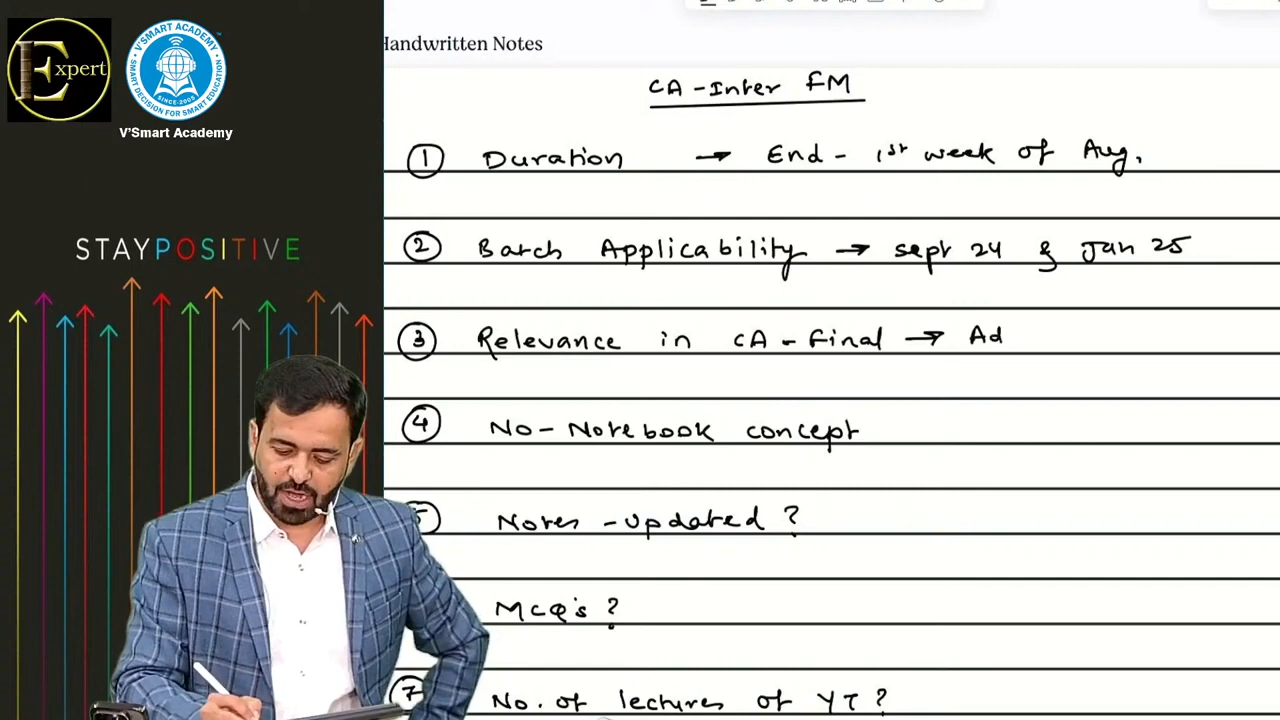 Expert
V'SMART ACADEMY
SMART DECISION FOR SMART EDUCATION
SINCE-2005
V'Smart Academy
STAYPOSITIVE
Handwritten Notes
CA-Inter FM
1 Duration → End - 1st week of Aug.
2 Batch Applicability → sept 24 & Jan 25
3 Relevance in CA - Final → Ad
4 No-Notebook concept
5 Notes -updated ?
MCQ's ?
7 No. of lectures of YT ?